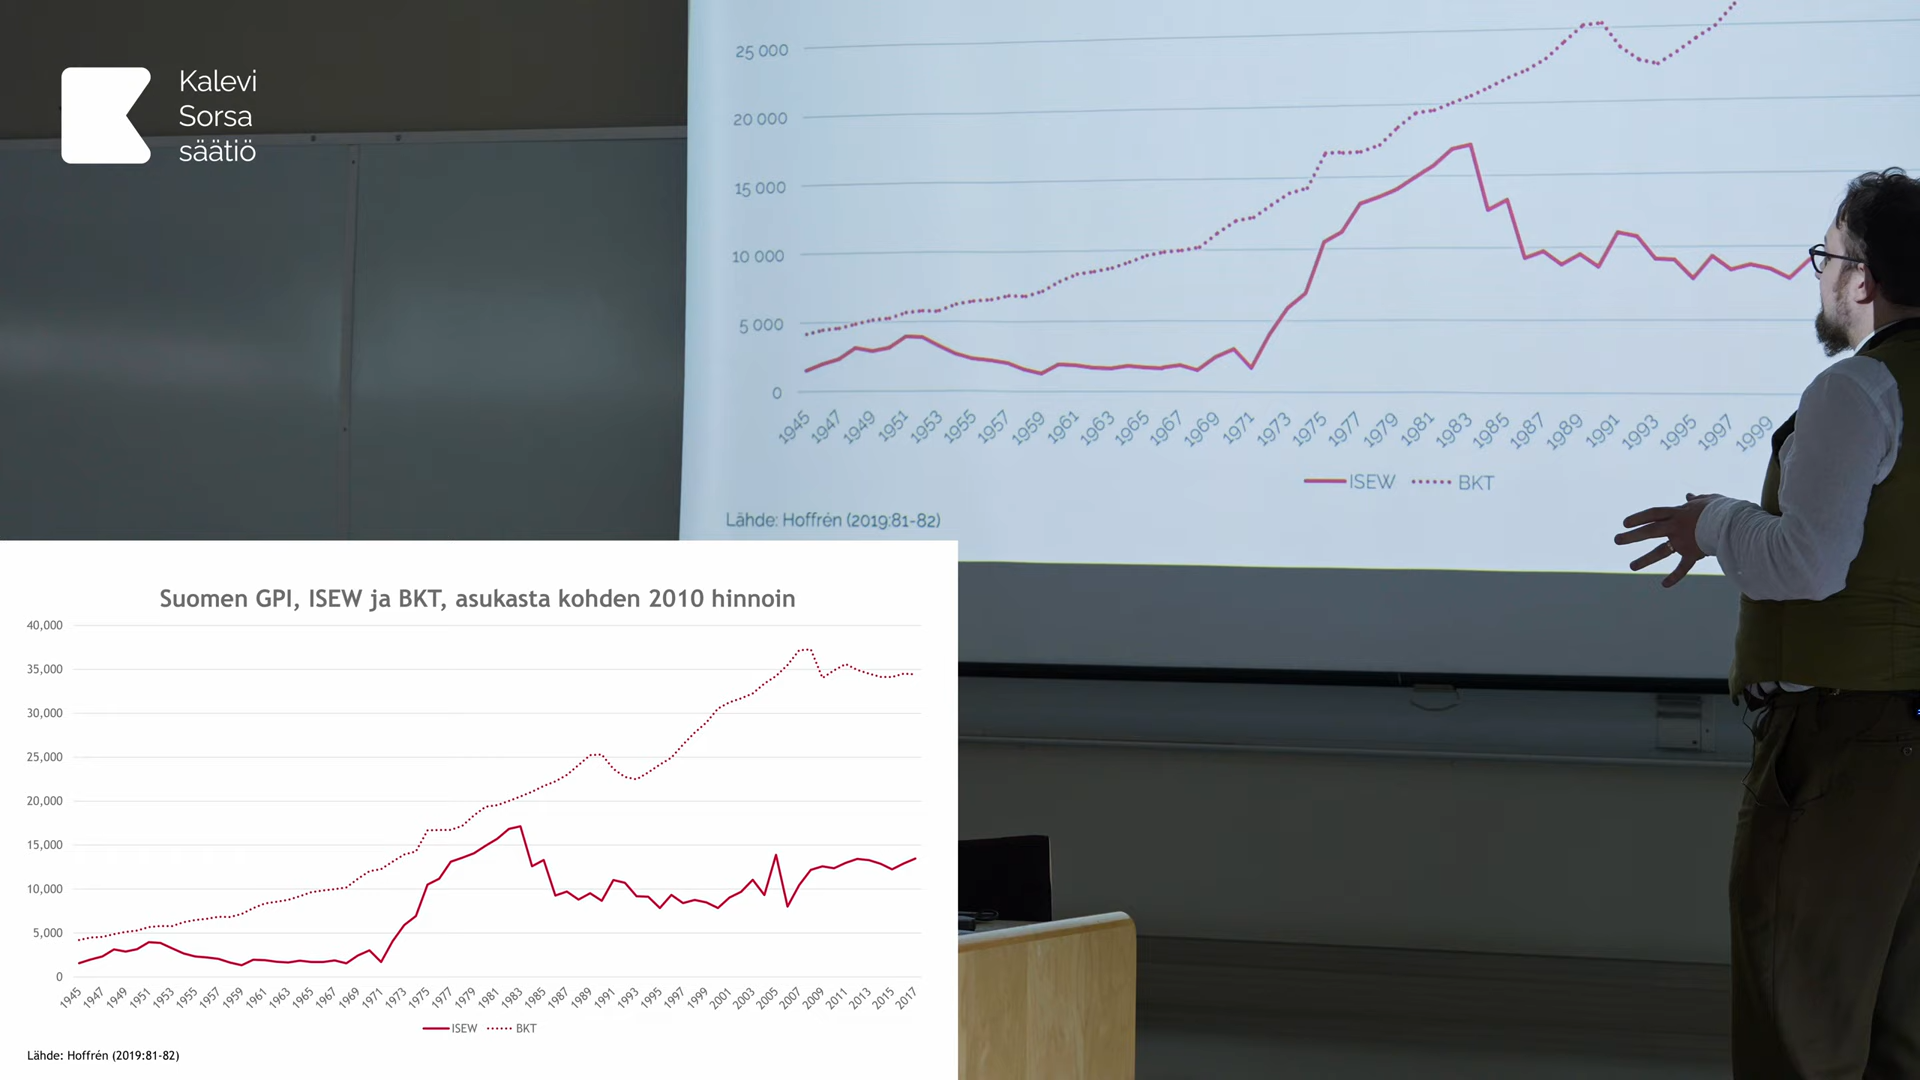 Kalevi
Sorsa
säätiö
25 000
20 000
15 000
10 000
5 000
0
1945 1947 1949 1951 1953 1955 1957 1959 1961 1963 1965 1967 1969 1971 1973 1975 1977 1979 1981 1983 1985 1987 1989 1991 1993 1995 1997 1999
ISEW BKT
Lähde: Hoffrén (2019:81-82)
Suomen GPI, ISEW ja BKT, asukasta kohden 2010 hinnoin
40,000
35,000
30,000
25,000
20,000
15,000
10,000
5,000
0
1945 1947 1949 1951 1953 1955 1957 1959 1961 1963 1965 1967 1969 1971 1973 1975 1977 1979 1981 1983 1985 1987 1989 1991 1993 1995 1997 1999 2001 2003 2005 2007 2009 2011 2013 2015 2017
ISEW BKT
Lähde: Hoffrén (2019:81-82)